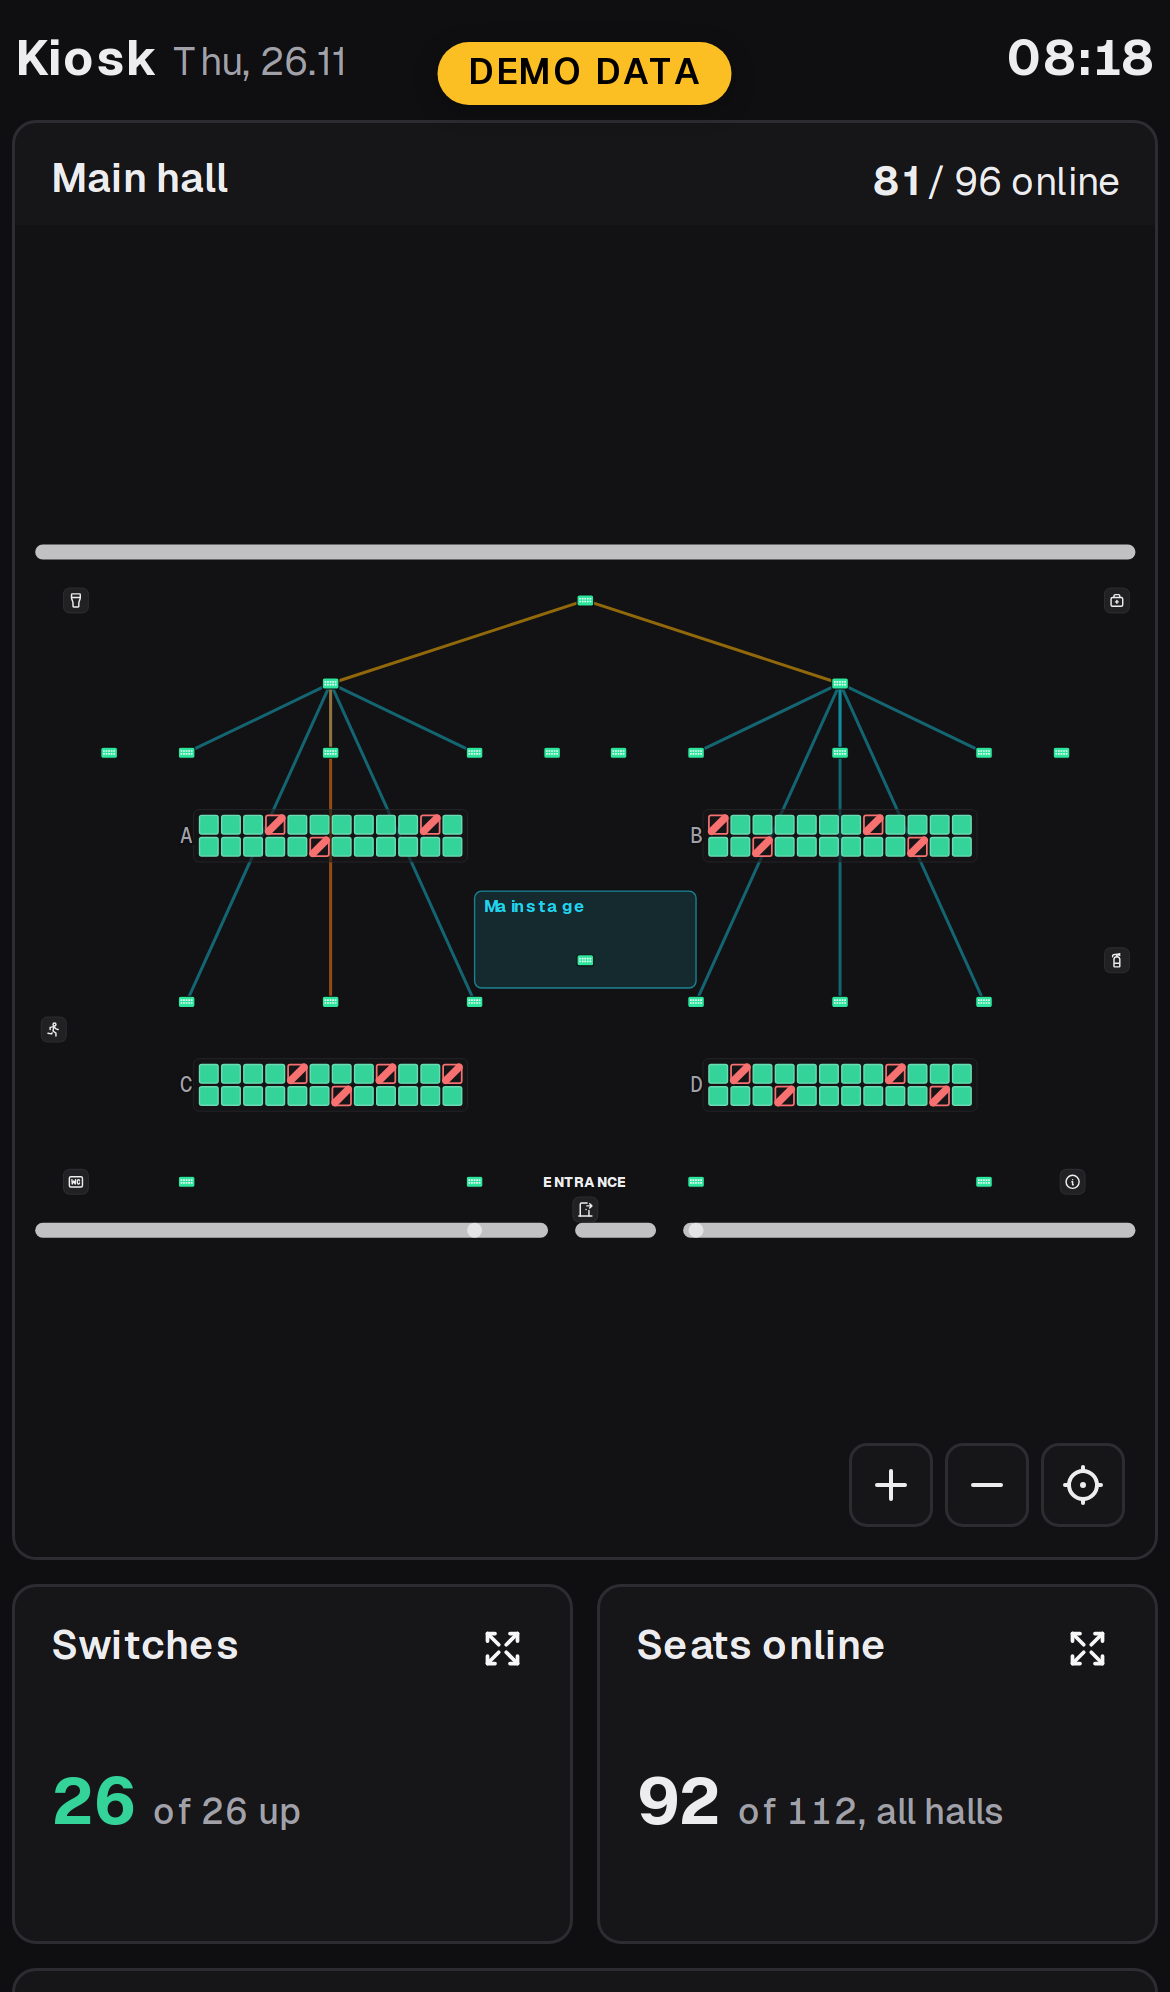 Kiosk Thu, 26.11
DEMO DATA
08:18
Main hall
81 / 96 online
A
B
Mainstage
C
D
WC
ENTRANCE
Switches
Seats online
26 of 26 up
92 of 112, all halls